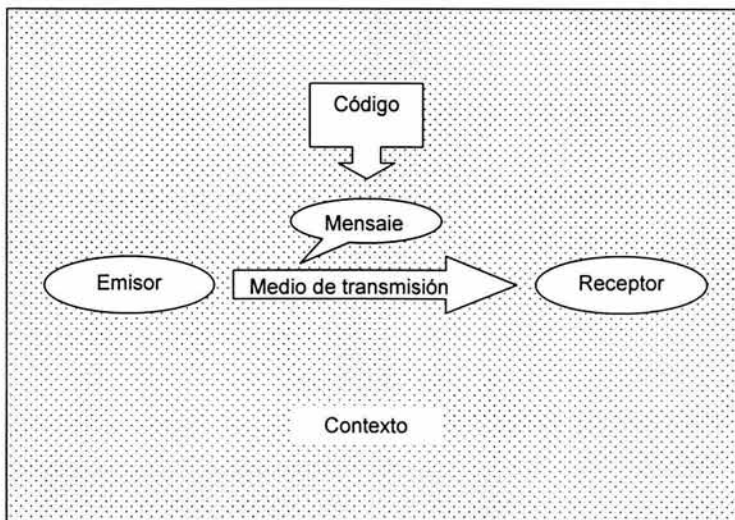 Código
Mensaie
Emisor
Medio de transmisión
Receptor
Contexto